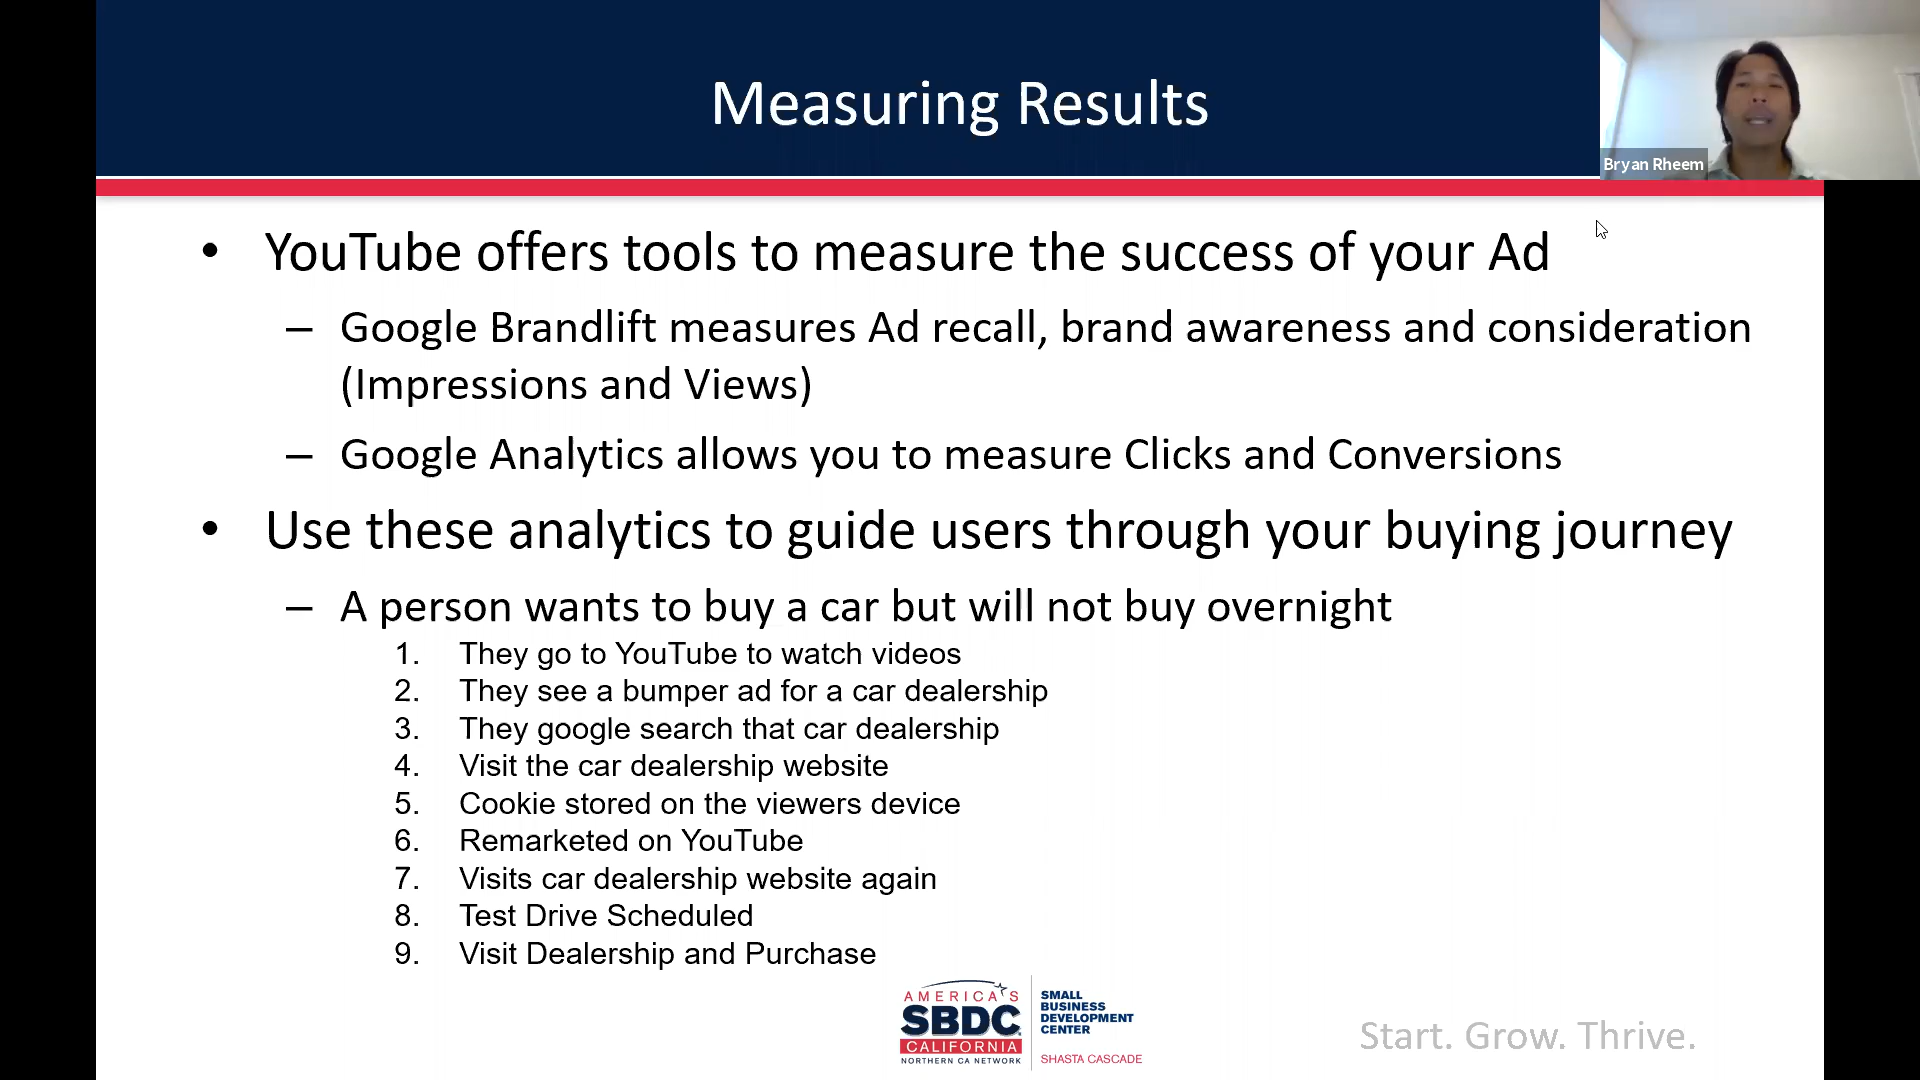 Measuring Results
Bryan Rheem
• YouTube offers tools to measure the success of your Ad
– Google Brandlift measures Ad recall, brand awareness and consideration
(Impressions and Views)
– Google Analytics allows you to measure Clicks and Conversions
• Use these analytics to guide users through your buying journey
– A person wants to buy a car but will not buy overnight
1. They go to YouTube to watch videos
2. They see a bumper ad for a car dealership
3. They google search that car dealership
4. Visit the car dealership website
5. Cookie stored on the viewers device
6. Remarketed on YouTube
7. Visits car dealership website again
8. Test Drive Scheduled
9. Visit Dealership and Purchase
AMERICA'S
SBDC
CALIFORNIA
NORTHERN CA NETWORK
SMALL
BUSINESS
DEVELOPMENT
CENTER
SHASTA CASCADE
Start. Grow. Thrive.